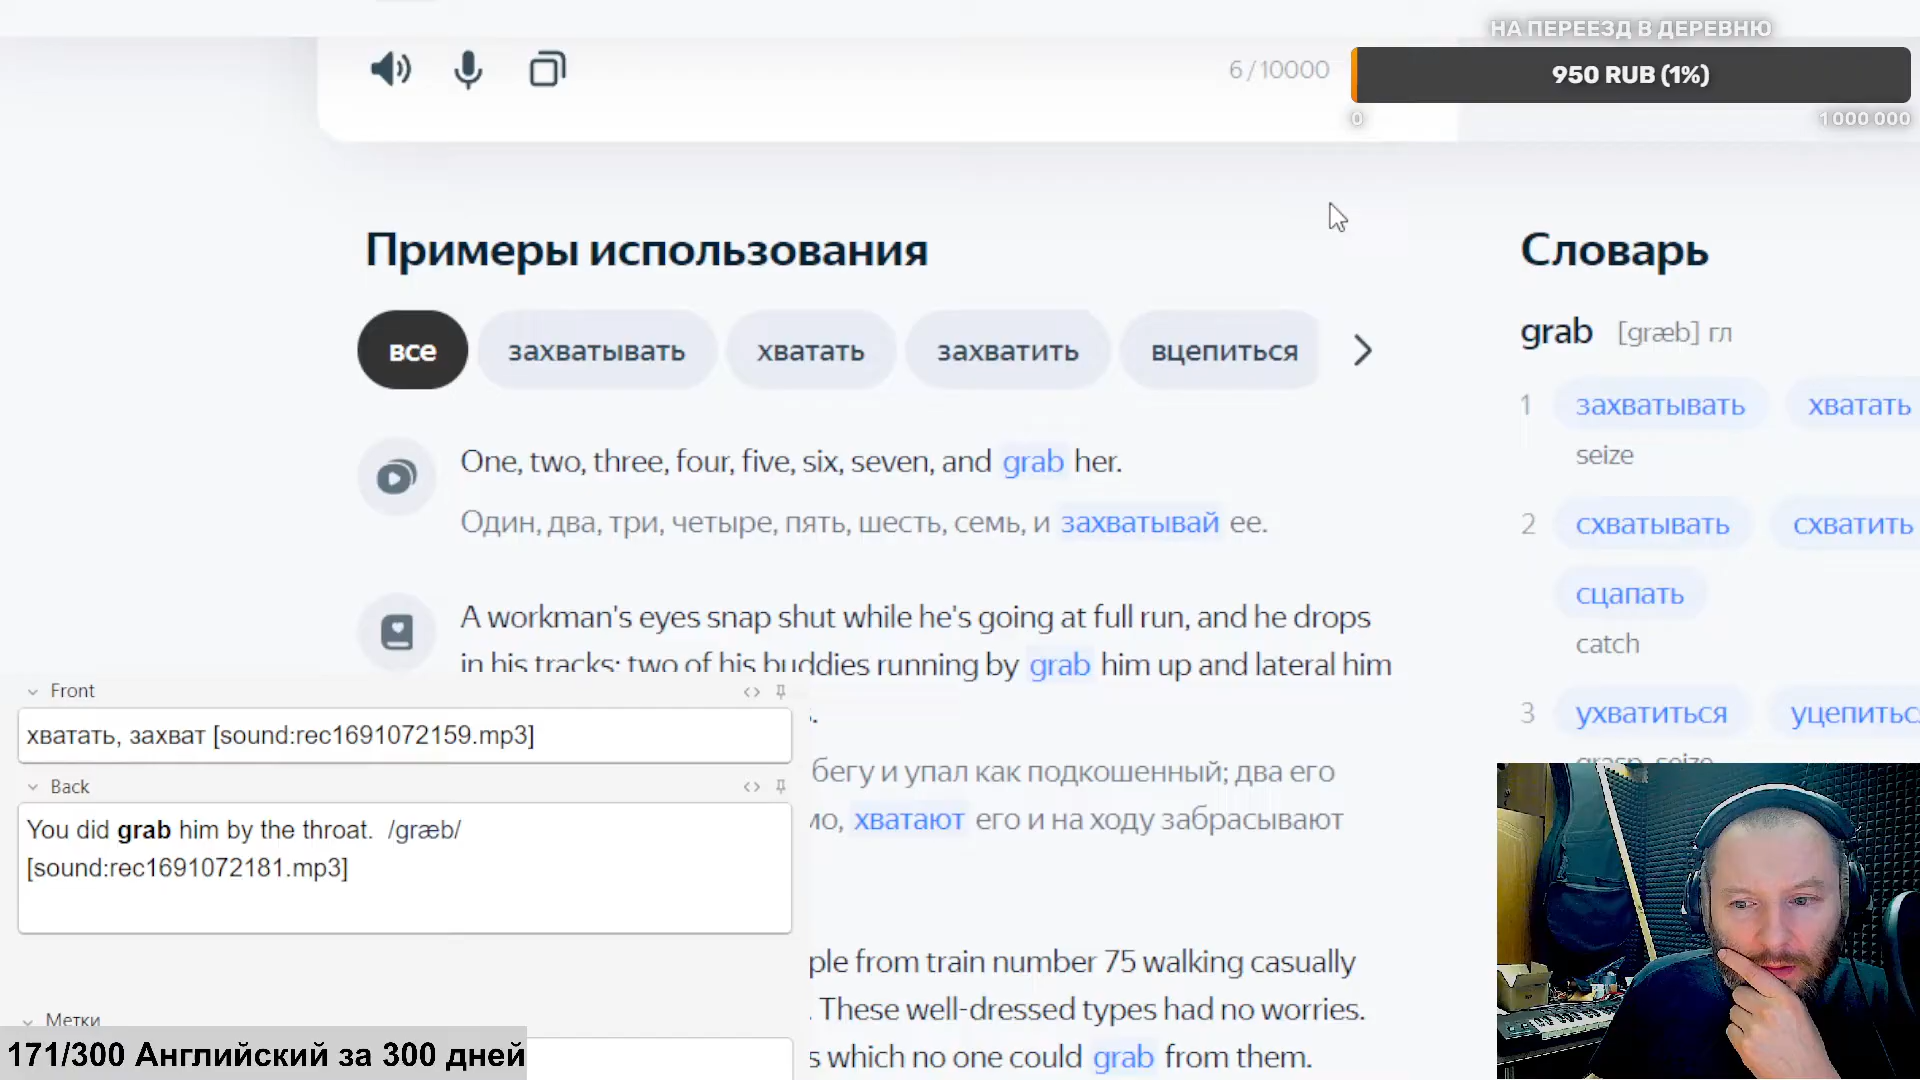 НА ПЕРЕЕЗД В ДЕРЕВНЮ
6/10000
950 RUB (1%)
0
1 000 000
Примеры использования
все
захватывать
хватать
захватить
вцепиться
One, two, three, four, five, six, seven, and grab her.
Один, два, три, четыре, пять, шесть, семь, и захватывай ее.
A workman's eyes snap shut while he's going at full run, and he drops
in his tracks; two of his buddies running by grab him up and lateral him
бегу и упал как подкошенный; два его
хватают его и на ходу забрасывают
ple from train number 75 walking casually
. These well-dressed types had no worries.
s which no one could grab from them.
Словарь
grab [græb] гл
1 захватывать хватать
seize
2 схватывать схватить
сцапать
catch
3 ухватиться
Front
хватать, захват [sound:rec1691072159.mp3]
Back
You did grab him by the throat. /græb/
[sound:rec1691072181.mp3]
Метки
171/300 Английский за 300 дней